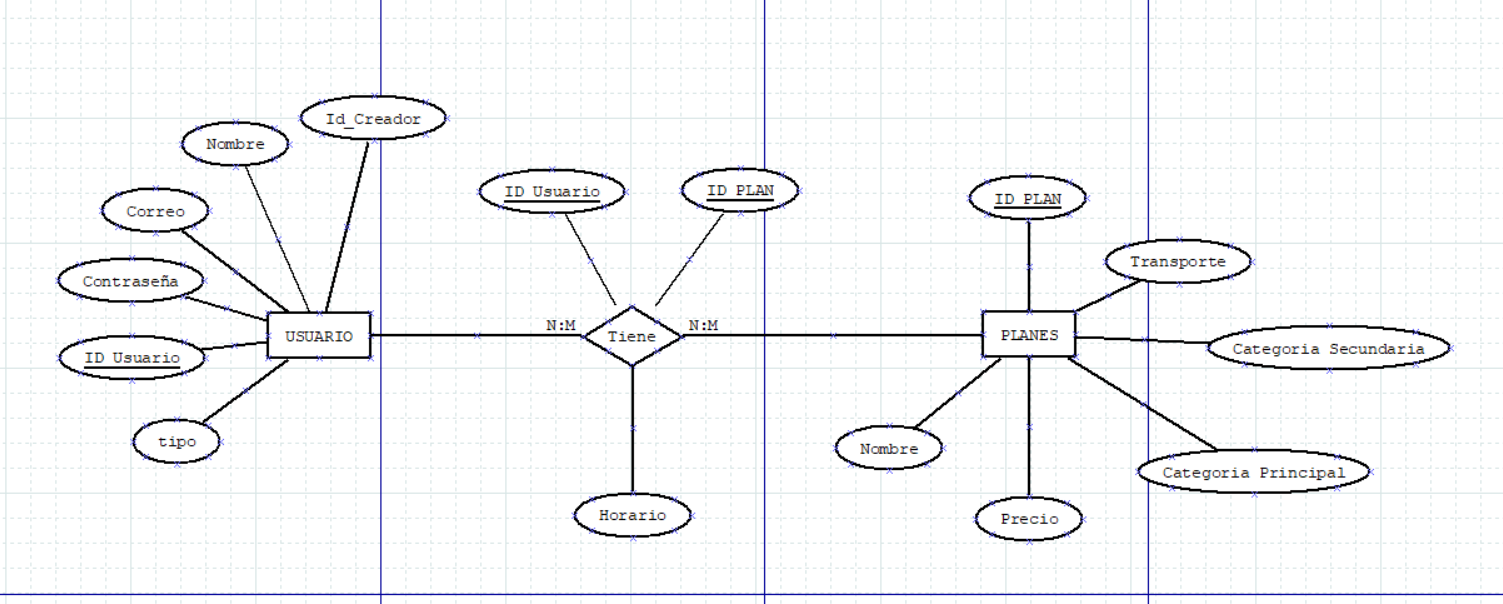 Id_Creador
Nombre
ID Usuario
ID PLAN
ID PLAN
Correo
Transporte
Contraseña
N:M
N:M
USUARIO
Tiene
PLANES
Categoria Secundaria
ID Usuario
tipo
Nombre
Categoria Principal
Horario
Precio